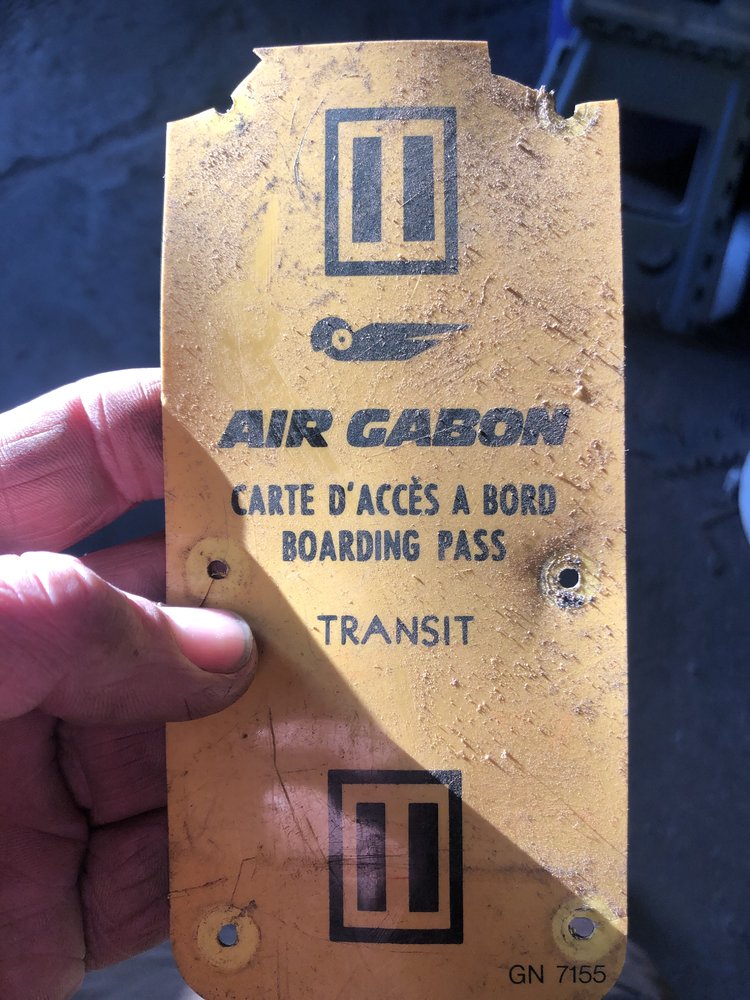 AIR GABON
CARTE D'ACCÈS A BORD
BOARDING PASS
TRANSIT
GN 7155